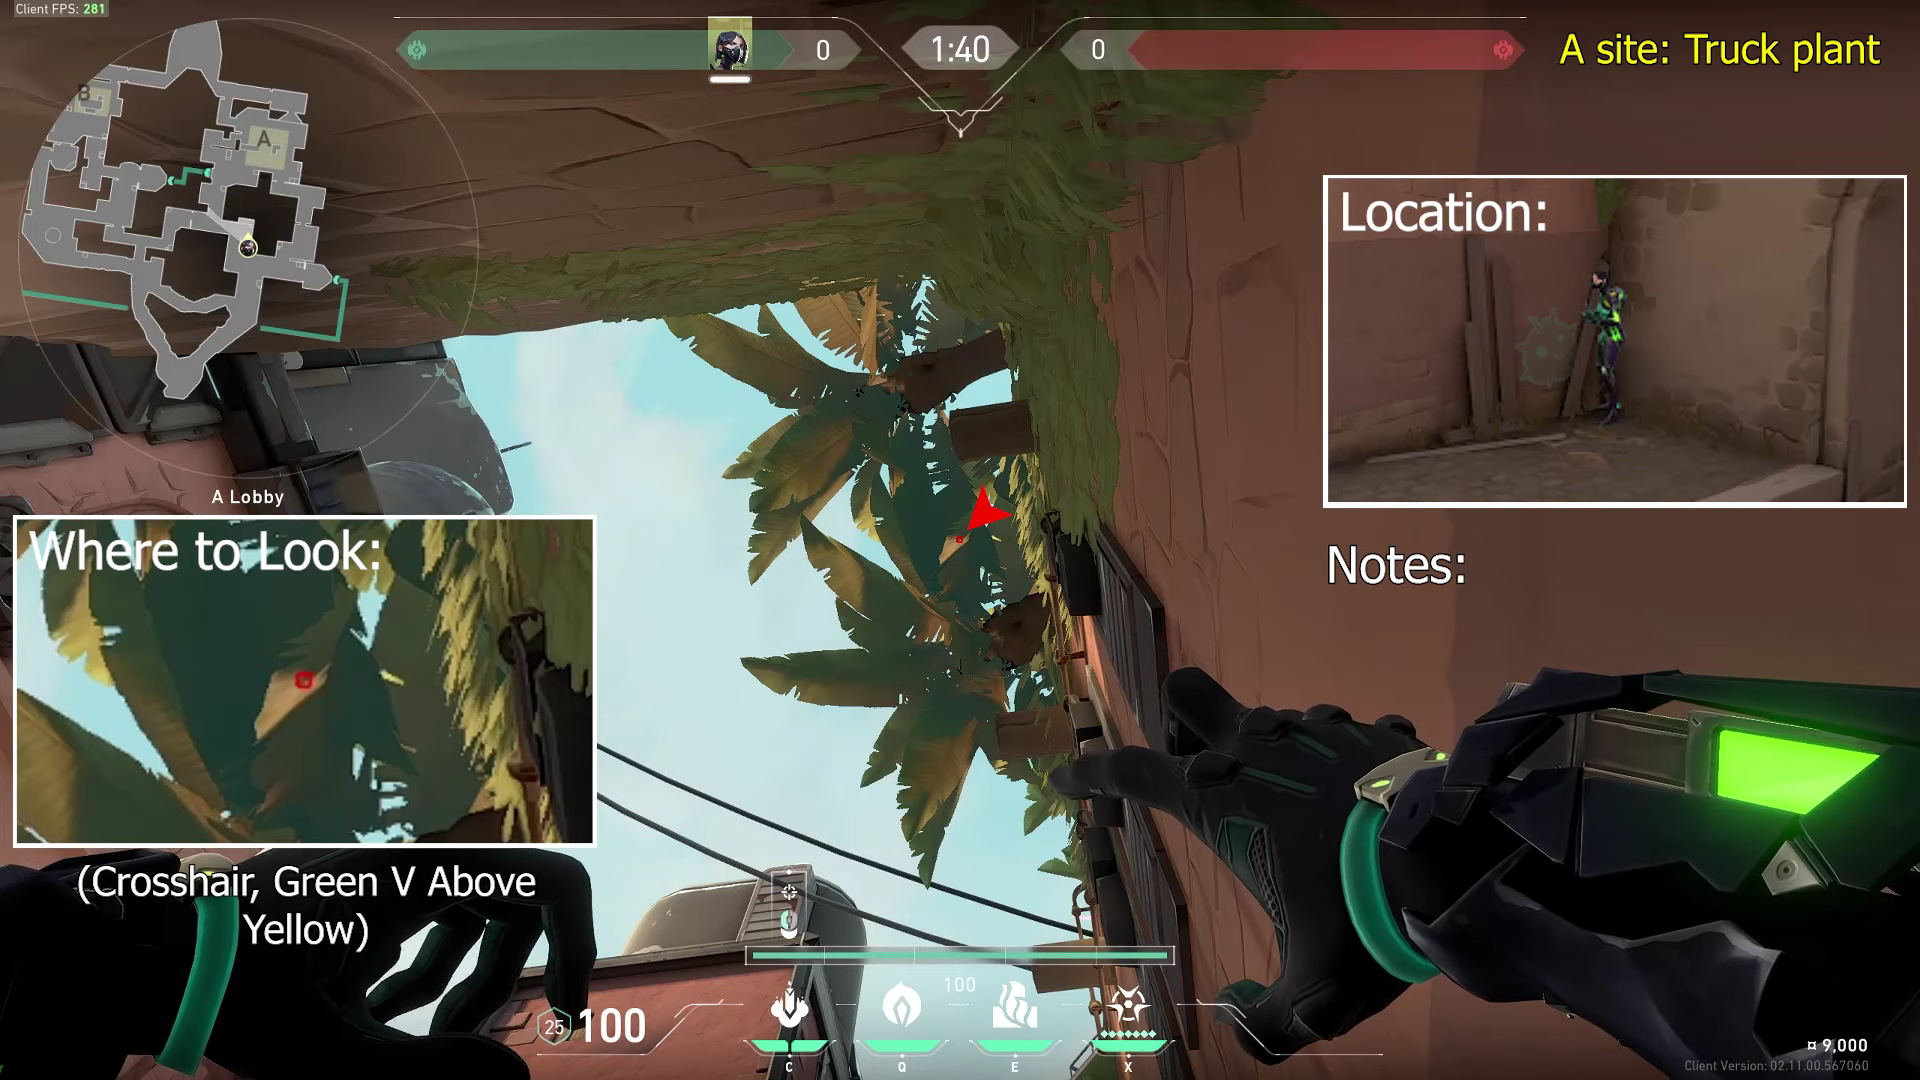 Client FPS: 281
0
1:40
0
A site: Truck plant
B
A
A Lobby
Location:
Where to Look:
Notes:
(Crosshair, Green V Above
Yellow)
25
100
100
C
Q
E
X
¤ 9,000
Client Version: 02.11.00.567060